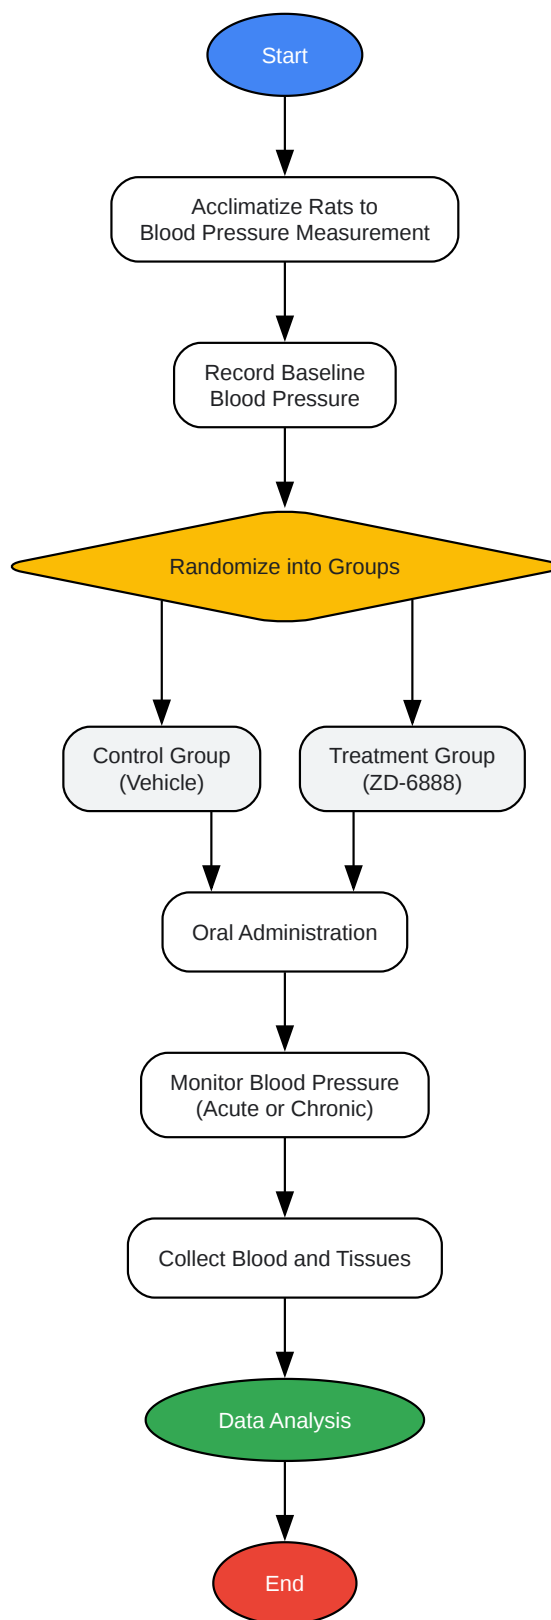 Start
Acclimatize Rats to
Blood Pressure Measurement
Record Baseline
Blood Pressure
Randomize into Groups
Control Group
(Vehicle)
Treatment Group
(ZD-6888)
Oral Administration
Monitor Blood Pressure
(Acute or Chronic)
Collect Blood and Tissues
Data Analysis
End